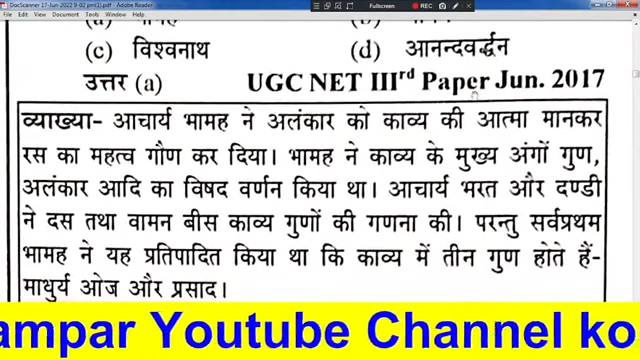 DocScanner 17-Jun-2022 9-02 pm(1).pdf - Adobe Reader
File Edit View Window Help
Fullscreen
REC
(c) विश्वनाथ
(d) आनन्दवर्द्धन
उत्तर (a)
UGC NET IIIrd Paper Jun. 2017
व्याख्या- आचार्य भामह ने अलंकार को काव्य की आत्मा मानकर
रस का महत्व गौण कर दिया। भामह ने काव्य के मुख्य अंगों गुण,
अलंकार आदि का विषद वर्णन किया था। आचार्य भरत और दण्डी
ने दस तथा वामन बीस काव्य गुणों की गणना की। परन्तु सर्वप्रथम
भामह ने यह प्रतिपादित किया था कि काव्य में तीन गुण होते हैं-
माधुर्य ओज और प्रसाद।
ampar Youtube Channel ko